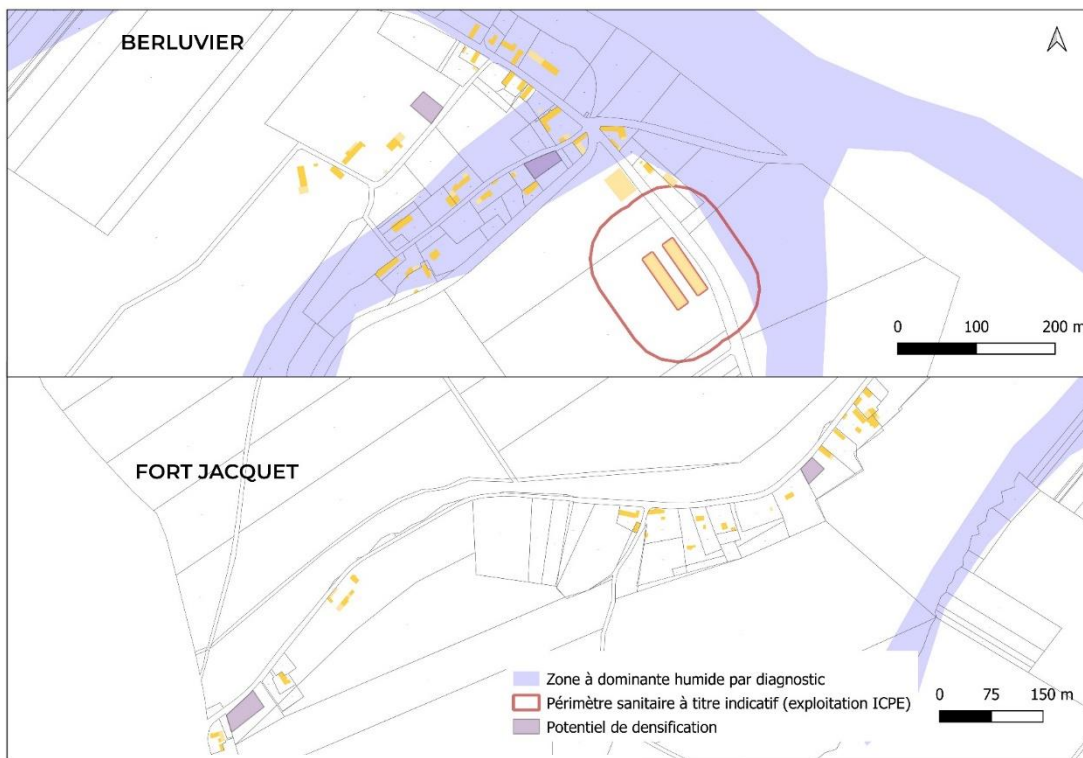 BERLUVIER
0 100 200 m
FORT JACQUET
Zone à dominante humide par diagnostic
Périmètre sanitaire à titre indicatif (exploitation ICPE)
Potentiel de densification
0 75 150 m